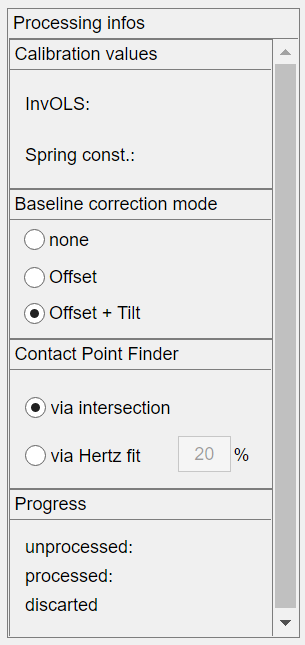 Processing infos
Calibration values
InvOLS:
Spring const.:
Baseline correction mode
none
Offset
Offset + Tilt
Contact Point Finder
via intersection
via Hertz fit 20 %
Progress
unprocessed:
processed:
discarted